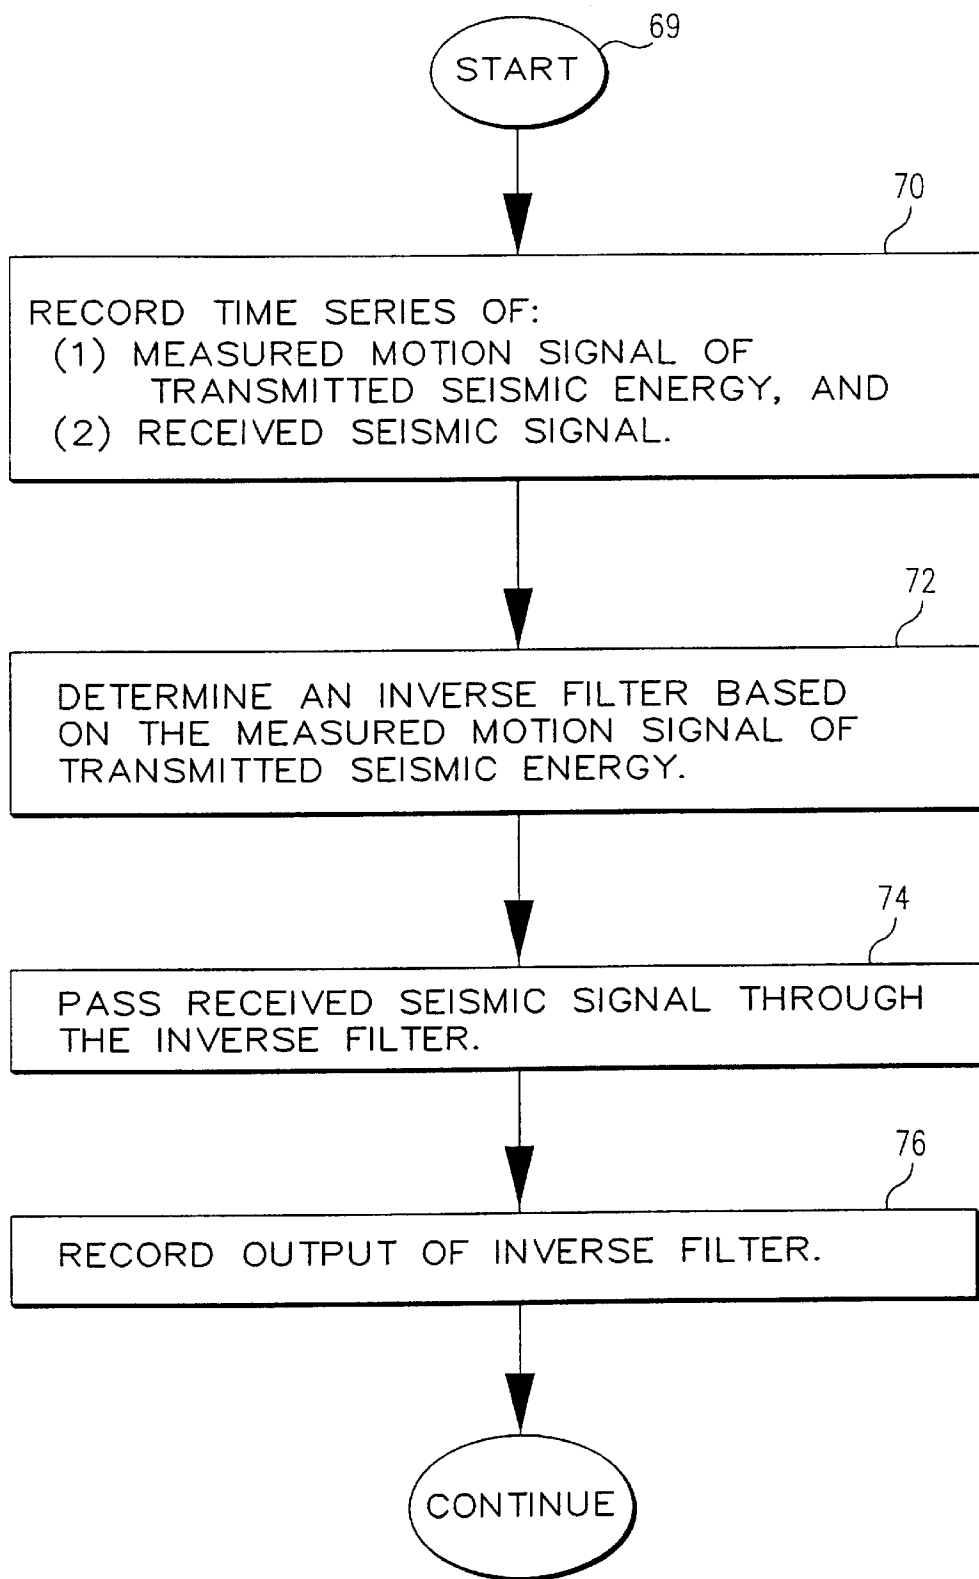 69
START
70
RECORD TIME SERIES OF:
(1) MEASURED MOTION SIGNAL OF
TRANSMITTED SEISMIC ENERGY, AND
(2) RECEIVED SEISMIC SIGNAL.
72
DETERMINE AN INVERSE FILTER BASED
ON THE MEASURED MOTION SIGNAL OF
TRANSMITTED SEISMIC ENERGY.
74
PASS RECEIVED SEISMIC SIGNAL THROUGH
THE INVERSE FILTER.
76
RECORD OUTPUT OF INVERSE FILTER.
CONTINUE